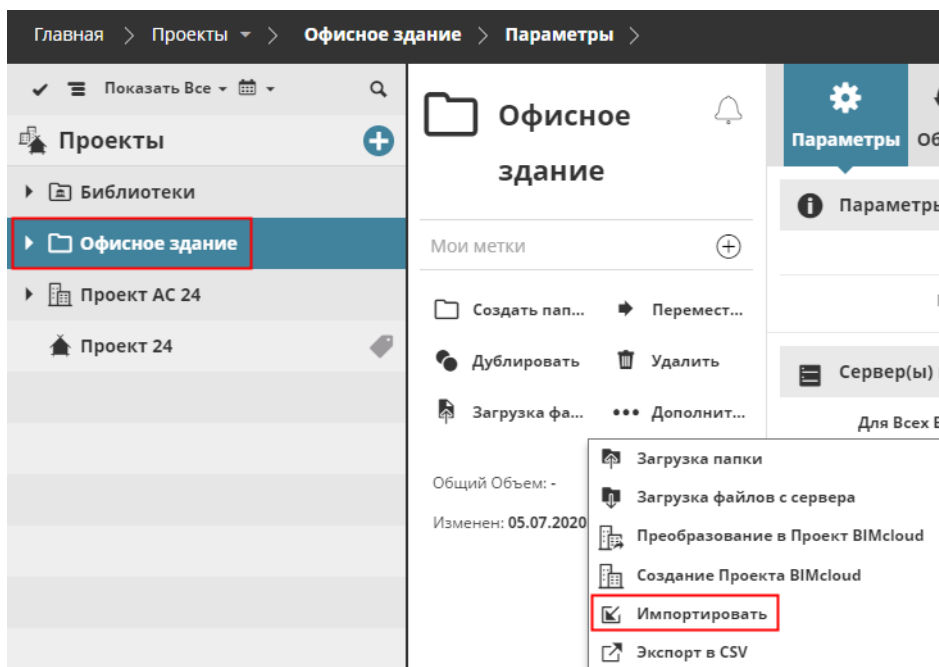 Главная > Проекты > Офисное здание > Параметры >
Показать Все
Проекты
Библиотеки
Офисное здание
Проект АС 24
Проект 24
Офисное
здание
Мои метки
Создать пап... Перемест...
Дублировать Удалить
Загрузка фа... Дополнит...
Общий Объем: -
Изменен: 05.07.2020
Загрузка папки
Загрузка файлов с сервера
Преобразование в Проект BIMcloud
Создание Проекта BIMcloud
Импортировать
Экспорт в CSV
Параметры Об
Параметры
Сервер(ы)
Для Всех